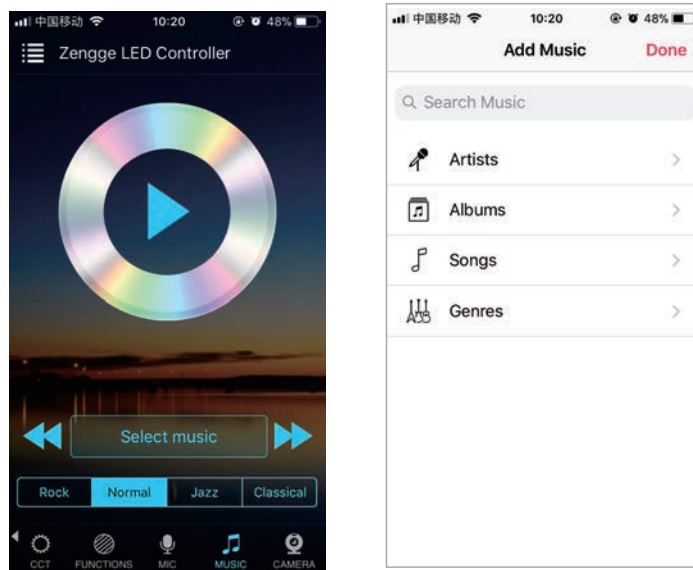 中国移动 10:20 48%
Zengge LED Controller
Select music
Rock Normal Jazz Classical
CCT FUNCTIONS MIC MUSIC CAMERA
中国移动 10:20 48%
Add Music Done
Search Music
Artists
Albums
Songs
Genres